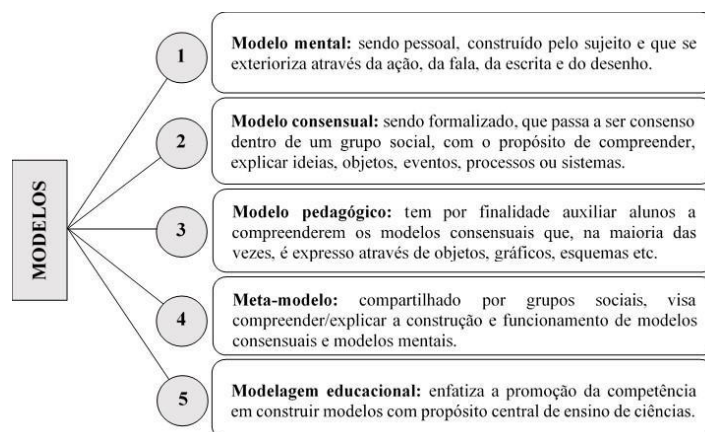 MODELOS
1
Modelo mental: sendo pessoal, construído pelo sujeito e que se
exterioriza através da ação, da fala, da escrita e do desenho.
2
Modelo consensual: sendo formalizado, que passa a ser consenso
dentro de um grupo social, com o propósito de compreender,
explicar ideias, objetos, eventos, processos ou sistemas.
3
Modelo pedagógico: tem por finalidade auxiliar alunos a
compreenderem os modelos consensuais que, na maioria das
vezes, é expresso através de objetos, gráficos, esquemas etc.
4
Meta-modelo: compartilhado por grupos sociais, visa
compreender/explicar a construção e funcionamento de modelos
consensuais e modelos mentais.
5
Modelagem educacional: enfatiza a promoção da competência
em construir modelos com propósito central de ensino de ciências.